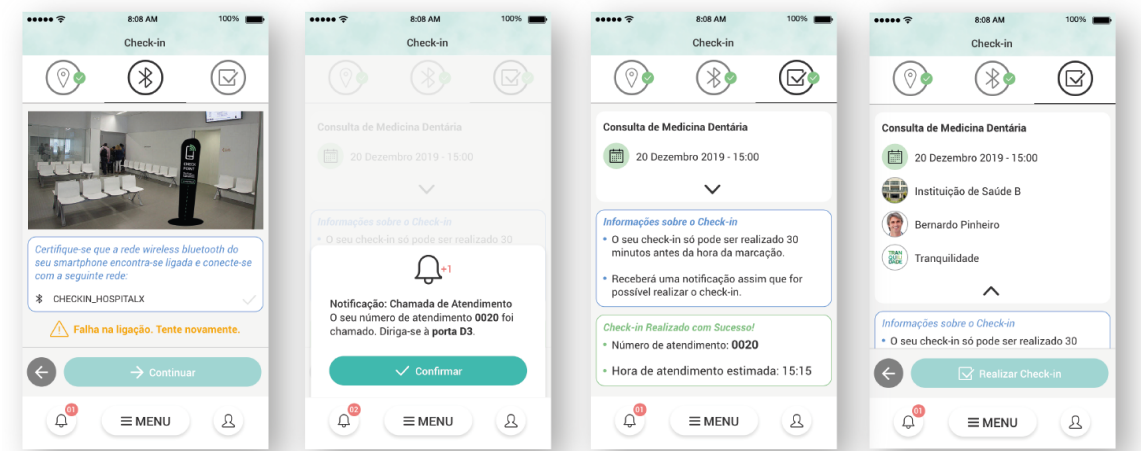 8:08 AM
100%
Check-in
CHECK
POINT
Certifique-se que a rede wireless bluetooth do
seu smartphone encontra-se ligada e conecte-se
com a seguinte rede:
CHECKIN_HOSPITALX
Falha na ligação. Tente novamente.
Continuar
01
MENU
8:08 AM
100%
Check-in
Consulta de Medicina Dentária
20 Dezembro 2019 - 15:00
Informações sobre o Check-in
• O seu check-in só pode ser realizado 30
+1
Notificação: Chamada de Atendimento
O seu número de atendimento 0020 foi
chamado. Diriga-se à porta D3.
Confirmar
02
MENU
8:08 AM
100%
Check-in
Consulta de Medicina Dentária
20 Dezembro 2019 - 15:00
Informações sobre o Check-in
• O seu check-in só pode ser realizado 30
minutos antes da hora da marcação.
• Receberá uma notificação assim que for
possível realizar o check-in.
Check-in Realizado com Sucesso!
• Número de atendimento: 0020
• Hora de atendimento estimada: 15:15
01
MENU
8:08 AM
100%
Check-in
Consulta de Medicina Dentária
20 Dezembro 2019 - 15:00
Instituição de Saúde B
Bernardo Pinheiro
TRAN
QUILI
DADE
Tranquilidade
Informações sobre o Check-in
• O seu check-in só pode ser realizado 30
Realizar Check-in
01
MENU